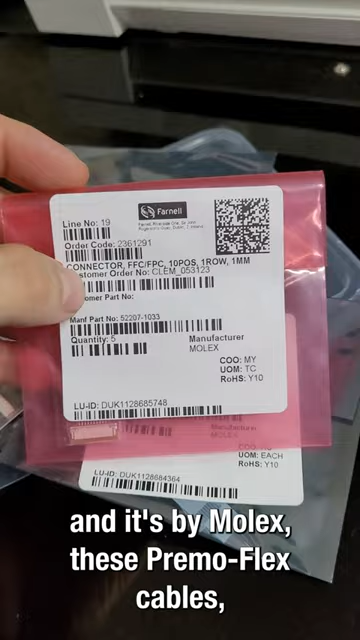 Line No: 19
Farnell
Order Code: 2361291
CONNECTOR, FFC/FPC, 10POS, 1ROW, 1MM
Customer Order No: CLEM_053123
omer Part No:
Manf Part No: 52207-1033
Quantity: 5
Manufacturer
MOLEX
COO: MY
UOM: TC
RoHS: Y10
LU-ID: DUK1128685748
Manufacturer
MOLEX
UOM: EACH
RoHS: Y10
LU-ID: DUK1128684364
and it's by Molex,
these Premo-Flex
cables,